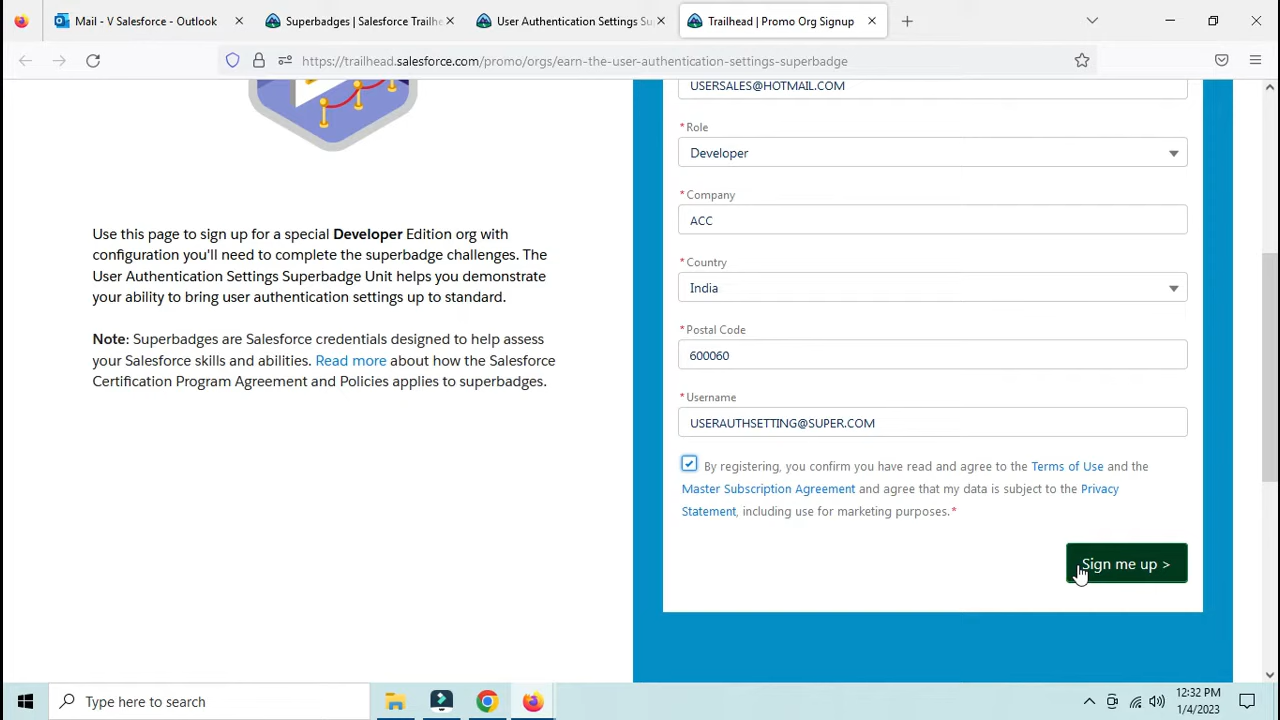 Mail - V Salesforce - Outlook
Superbadges | Salesforce Trailhe
User Authentication Settings Su
Trailhead | Promo Org Signup
https://trailhead.salesforce.com/promo/orgs/earn-the-user-authentication-settings-superbadge
USERSALES@HOTMAIL.COM
*Role
Developer
*Company
ACC
*Country
India
*Postal Code
600060
*Username
USERAUTHSETTING@SUPER.COM
By registering, you confirm you have read and agree to the Terms of Use and the
Master Subscription Agreement and agree that my data is subject to the Privacy
Statement, including use for marketing purposes.*
Sign me up >
Use this page to sign up for a special Developer Edition org with
configuration you'll need to complete the superbadge challenges. The
User Authentication Settings Superbadge Unit helps you demonstrate
your ability to bring user authentication settings up to standard.
Note: Superbadges are Salesforce credentials designed to help assess
your Salesforce skills and abilities. Read more about how the Salesforce
Certification Program Agreement and Policies applies to superbadges.
Type here to search
12:32 PM
1/4/2023